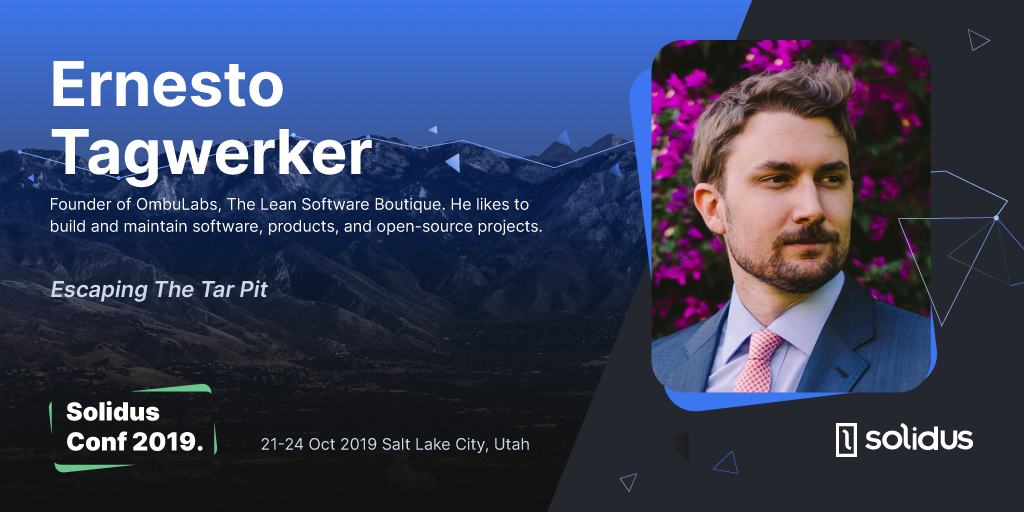 Ernesto
Tagwerker
Founder of OmbuLabs, The Lean Software Boutique. He likes to
build and maintain software, products, and open-source projects.
Escaping The Tar Pit
Solidus
Conf 2019.
21-24 Oct 2019 Salt Lake City, Utah
solidus